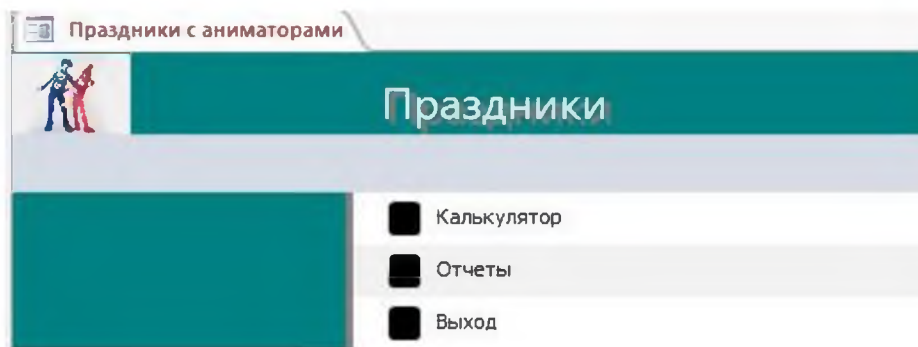 Праздники с аниматорами
Праздники
Калькулятор
Отчеты
Выход